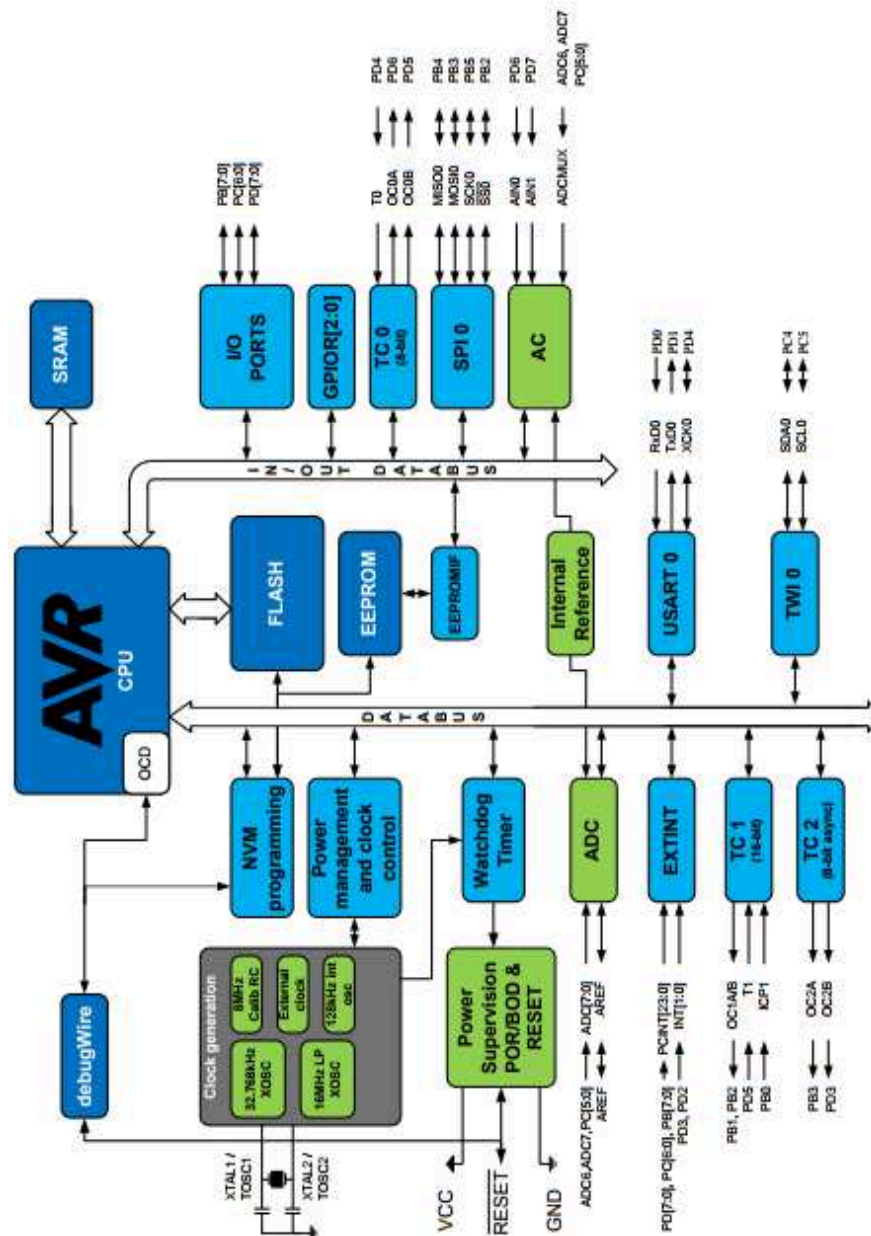 SRAM
AVR
CPU
OCD
debugWire
FLASH
NVM
programming
EEPROM
EEPROMIF
Power
management
and clock
control
Clock generation
8MHz
Calib RC
External
clock
128kHz int
osc
32.768kHz
XOSC
16MHz LP
XOSC
XTAL1 /
TOSC1
XTAL2 /
TOSC2
VCC
RESET
GND
Power
Supervision
POR/BOD &
RESET
Watchdog
Timer
Internal
Reference
IN/OUT DATABUS
DATABUS
I/O
PORTS
PB[7:0]
PC[6:0]
PD[7:0]
GPIOR[2:0]
TC 0
(8-bit)
T0 PD4
OC0A PD6
OC0B PD5
SPI 0
MISO0 PB4
MOSI0 PB3
SCK0 PB5
SS0 PB2
AC
AIN0 PD6
AIN1 PD7
ADCMUX ADC6, ADC7
PC[5:0]
ADC
ADC6,ADC7,PC[5:0] ADC[7:0]
AREF AREF
EXTINT
PD[7:0], PC[6:0], PB[7:0] PCINT[23:0]
PD3, PD2 INT[1:0]
USART 0
RxD0 PD0
TxD0 PD1
XCK0 PD4
TC 1
(16-bit)
PB1, PB2 OC1A/B
PD5 T1
PB0 ICP1
TWI 0
SDA0 PC4
SCL0 PC5
TC 2
(8-bit async)
PB3 OC2A
PD3 OC2B